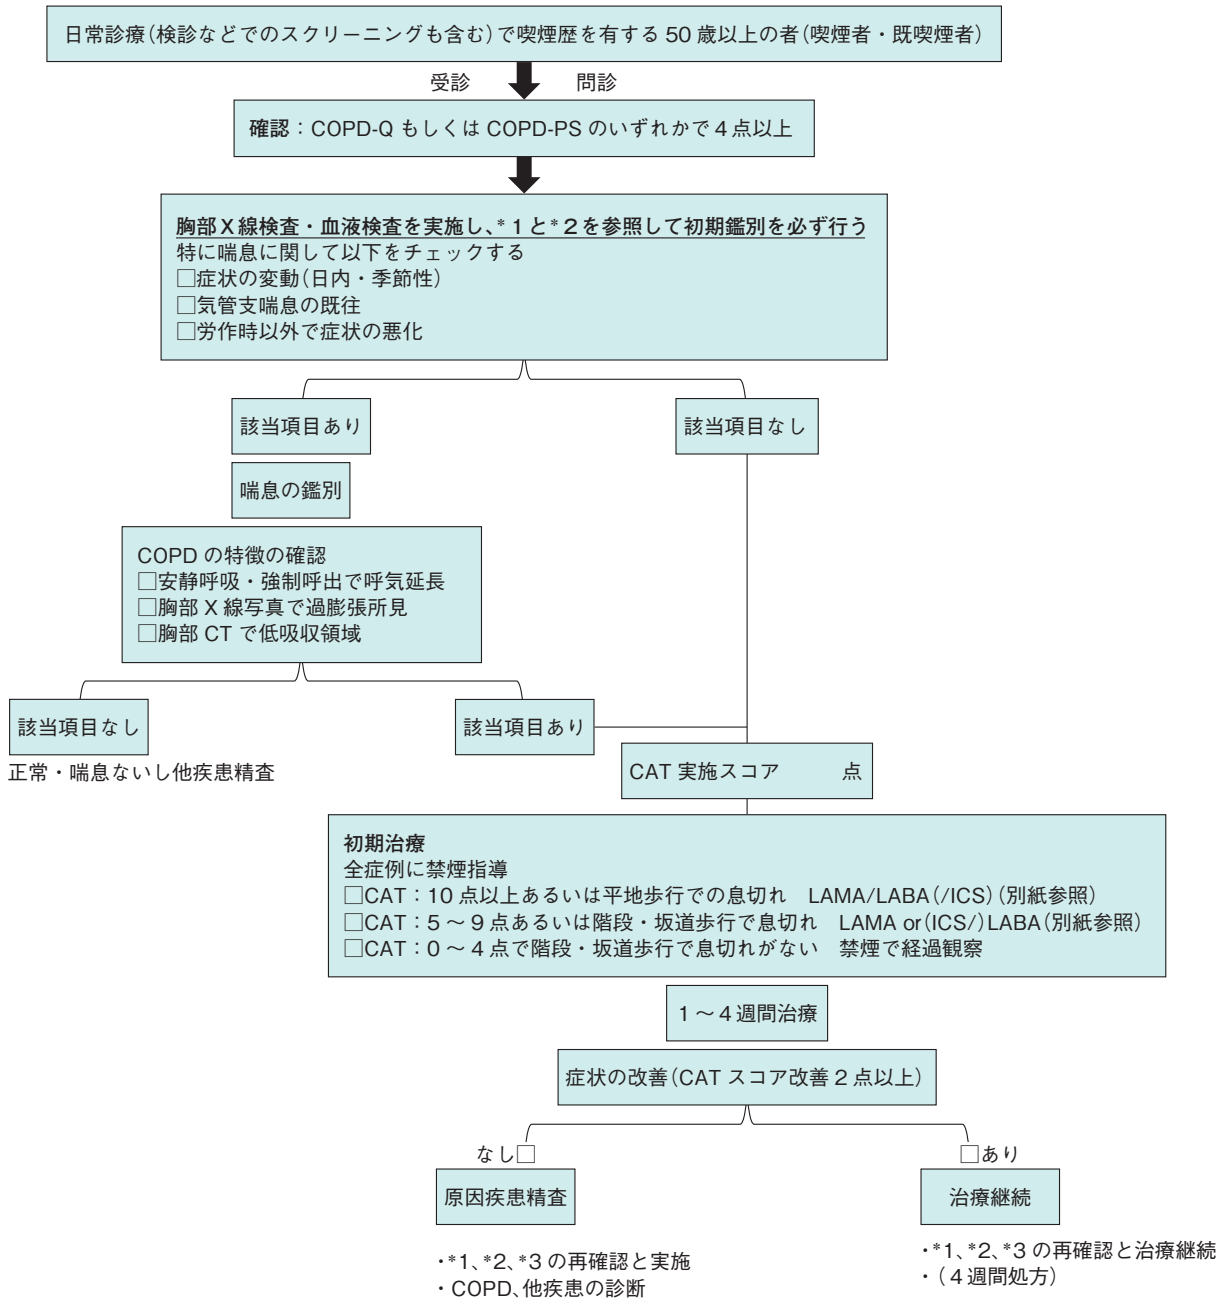 日常診療(検診などでのスクリーニングも含む)で喫煙歴を有する 50 歳以上の者(喫煙者・既喫煙者)
受診 問診
確認：COPD-Q もしくは COPD-PS のいずれかで 4 点以上
胸部 X 線検査・血液検査を実施し、*1 と*2 を参照して初期鑑別を必ず行う
特に喘息に関して以下をチェックする
□症状の変動(日内・季節性)
□気管支喘息の既往
□労作時以外で症状の悪化
該当項目あり
該当項目なし
喘息の鑑別
COPD の特徴の確認
□安静呼吸・強制呼出で呼気延長
□胸部 X 線写真で過膨張所見
□胸部 CT で低吸収領域
該当項目なし
該当項目あり
正常・喘息ないし他疾患精査
CAT 実施スコア 点
初期治療
全症例に禁煙指導
□CAT：10 点以上あるいは平地歩行での息切れ LAMA/LABA(/ICS)(別紙参照)
□CAT：5～9 点あるいは階段・坂道歩行で息切れ LAMA or(ICS/)LABA(別紙参照)
□CAT：0～4 点で階段・坂道歩行で息切れがない 禁煙で経過観察
1～4 週間治療
症状の改善(CAT スコア改善 2 点以上)
なし□
□あり
原因疾患精査
治療継続
・*1、*2、*3 の再確認と実施
・COPD、他疾患の診断
・*1、*2、*3 の再確認と治療継続
・(4 週間処方)